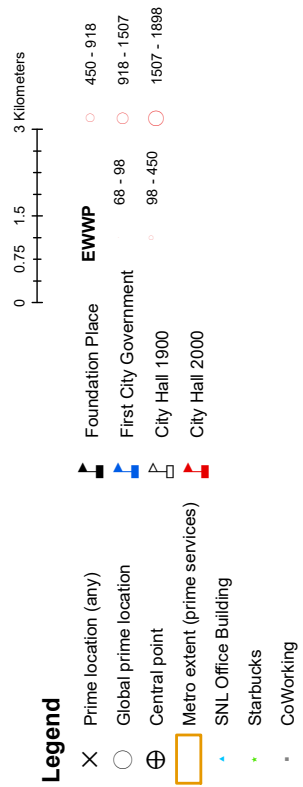 Legend
Prime location (any)
Global prime location
Central point
Metro extent (prime services)
SNL Office Building
Starbucks
CoWorking
Foundation Place
First City Government
City Hall 1900
City Hall 2000
0 0.75 1.5 3 Kilometers
EWWP
68 - 98
98 - 450
450 - 918
918 - 1507
1507 - 1898